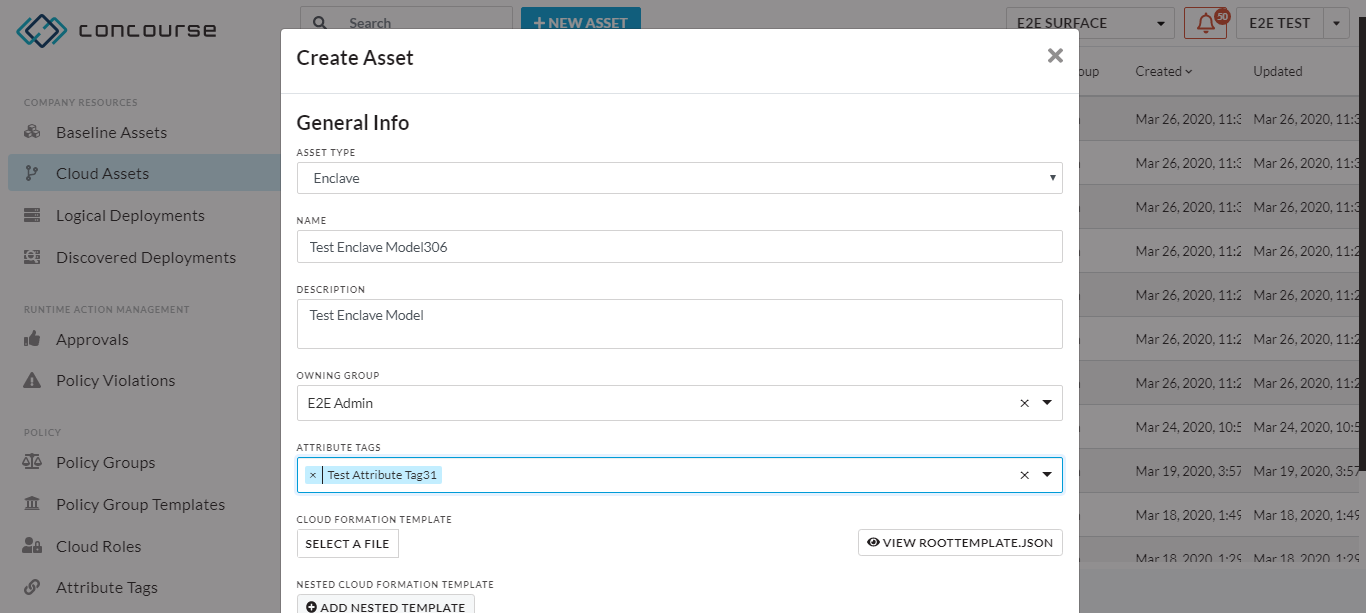 concourse
Search
+ NEW ASSET
E2E SURFACE
50
E2E TEST
COMPANY RESOURCES
Baseline Assets
Cloud Assets
Logical Deployments
Discovered Deployments
RUNTIME ACTION MANAGEMENT
Approvals
Policy Violations
POLICY
Policy Groups
Policy Group Templates
Cloud Roles
Attribute Tags
Create Asset
×
General Info
ASSET TYPE
Enclave
NAME
Test Enclave Model306
DESCRIPTION
Test Enclave Model
OWNING GROUP
E2E Admin ×
ATTRIBUTE TAGS
× Test Attribute Tag31 ×
CLOUD FORMATION TEMPLATE
SELECT A FILE VIEW ROOTTEMPLATE.JSON
NESTED CLOUD FORMATION TEMPLATE
ADD NESTED TEMPLATE
oup Created Updated
Mar 26, 2020, 11:3 Mar 26, 2020, 11:3
Mar 26, 2020, 11:3 Mar 26, 2020, 11:3
Mar 26, 2020, 11:3 Mar 26, 2020, 11:3
Mar 26, 2020, 11:2 Mar 26, 2020, 11:2
Mar 26, 2020, 11:2 Mar 26, 2020, 11:2
Mar 26, 2020, 11:2 Mar 26, 2020, 11:2
Mar 26, 2020, 11:2 Mar 26, 2020, 11:2
Mar 24, 2020, 10:5 Mar 24, 2020, 10:5
Mar 19, 2020, 3:57 Mar 19, 2020, 3:57
Mar 18, 2020, 1:49 Mar 18, 2020, 1:49
Mar 18, 2020, 1:29 Mar 18, 2020, 1:29